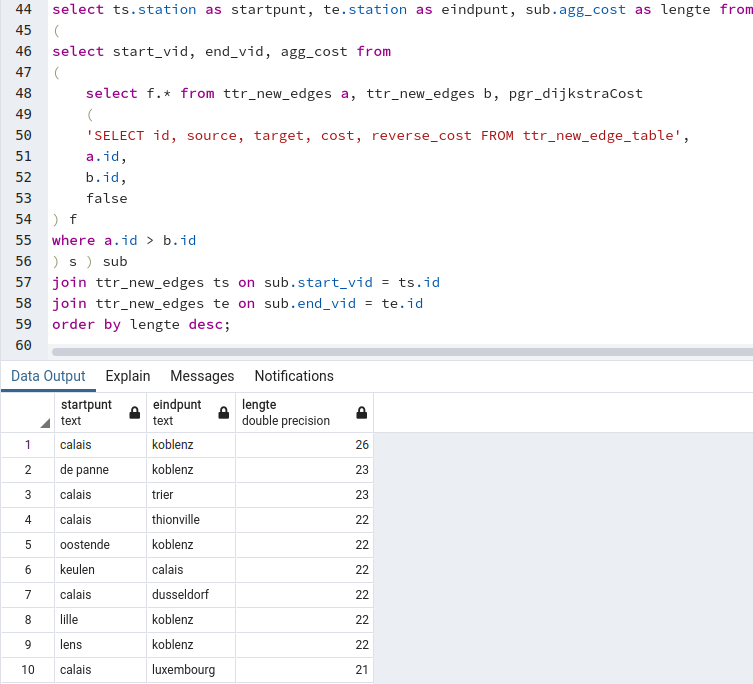 44 select ts.station as startpunt, te.station as eindpunt, sub.agg_cost as lengte from
45 (
46 select start_vid, end_vid, agg_cost from
47 (
48 select f.* from ttr_new_edges a, ttr_new_edges b, pgr_dijkstraCost
49 (
50 'SELECT id, source, target, cost, reverse_cost FROM ttr_new_edge_table',
51 a.id,
52 b.id,
53 false
54 ) f
55 where a.id > b.id
56 ) s ) sub
57 join ttr_new_edges ts on sub.start_vid = ts.id
58 join ttr_new_edges te on sub.end_vid = te.id
59 order by lengte desc;
60
Data Output Explain Messages Notifications
startpunt eindpunt lengte
text text double precision
1 calais koblenz 26
2 de panne koblenz 23
3 calais trier 23
4 calais thionville 22
5 oostende koblenz 22
6 keulen calais 22
7 calais dusseldorf 22
8 lille koblenz 22
9 lens koblenz 22
10 calais luxembourg 21